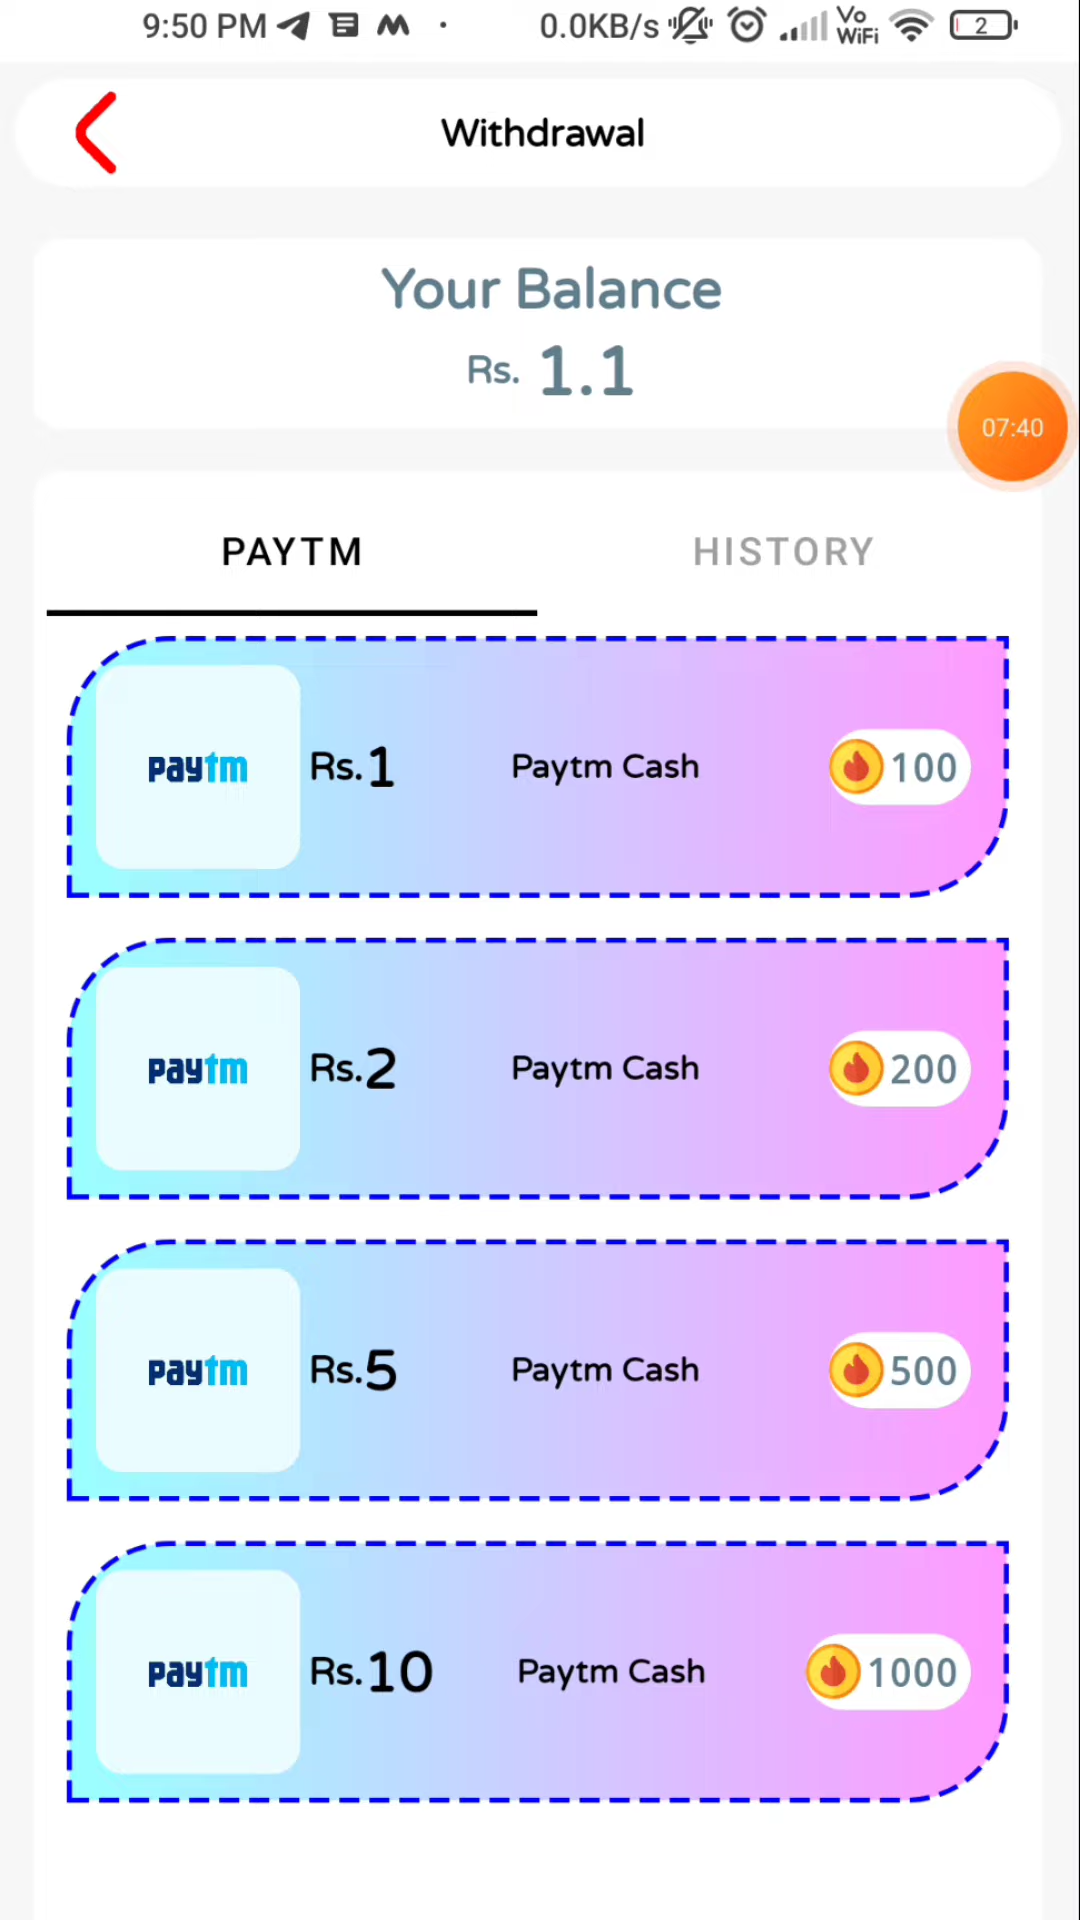 9:50 PM
0.0KB/s
Vo WiFi
2
Withdrawal
Your Balance
Rs. 1.1
07:40
PAYTM
HISTORY
paytm Rs.1 Paytm Cash 100
paytm Rs.2 Paytm Cash 200
paytm Rs.5 Paytm Cash 500
paytm Rs.10 Paytm Cash 1000